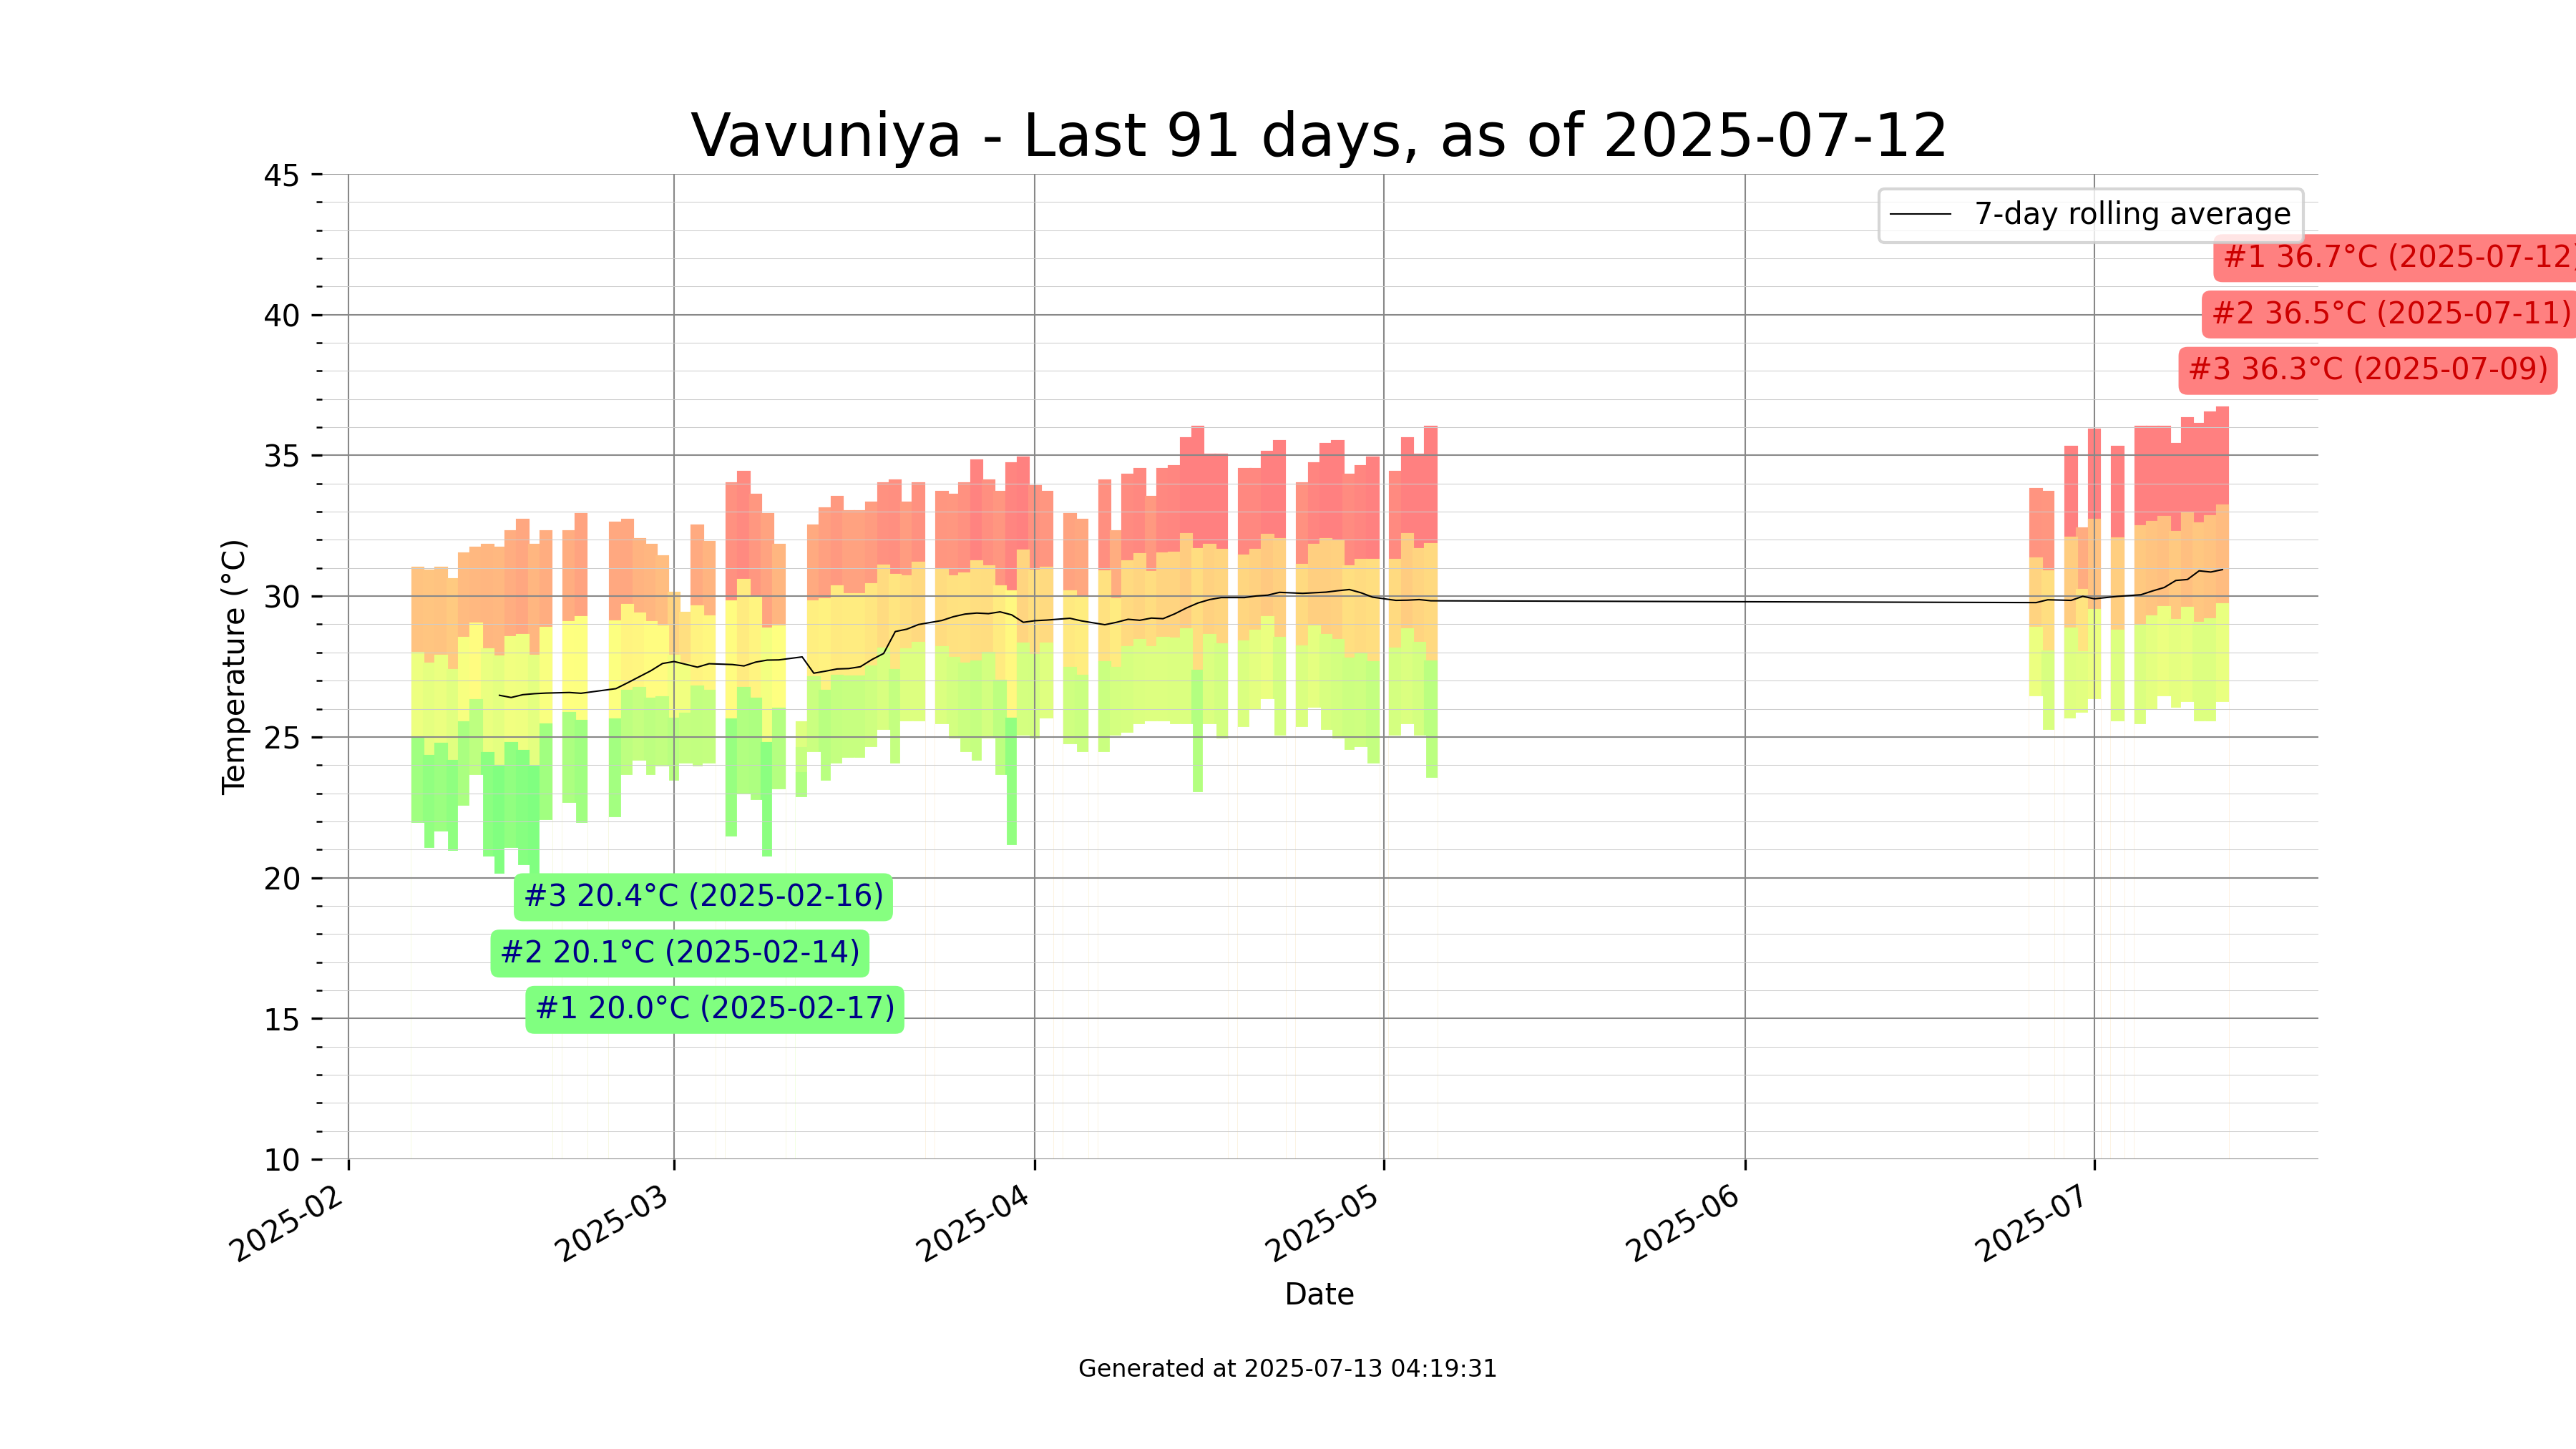 Vavuniya - Last 91 days, as of 2025-07-12
7-day rolling average
#1 36.7°C (2025-07-12)
#2 36.5°C (2025-07-11)
#3 36.3°C (2025-07-09)
45
40
35
30
25
20
15
10
Temperature (°C)
#3 20.4°C (2025-02-16)
#2 20.1°C (2025-02-14)
#1 20.0°C (2025-02-17)
2025-02
2025-03
2025-04
2025-05
2025-06
2025-07
Date
Generated at 2025-07-13 04:19:31